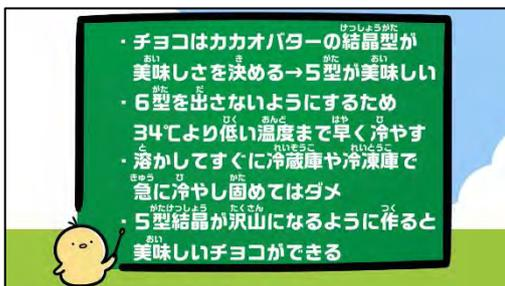 ・チョコはカカオバターの結晶型が
美味しさを決める→5型が美味しい
・6型を出さないようにするため
34℃より低い温度まで早く冷やす
・溶かしてすぐに冷蔵庫や冷凍庫で
急に冷やし固めてはダメ
・5型結晶が沢山になるように作ると
美味しいチョコができる